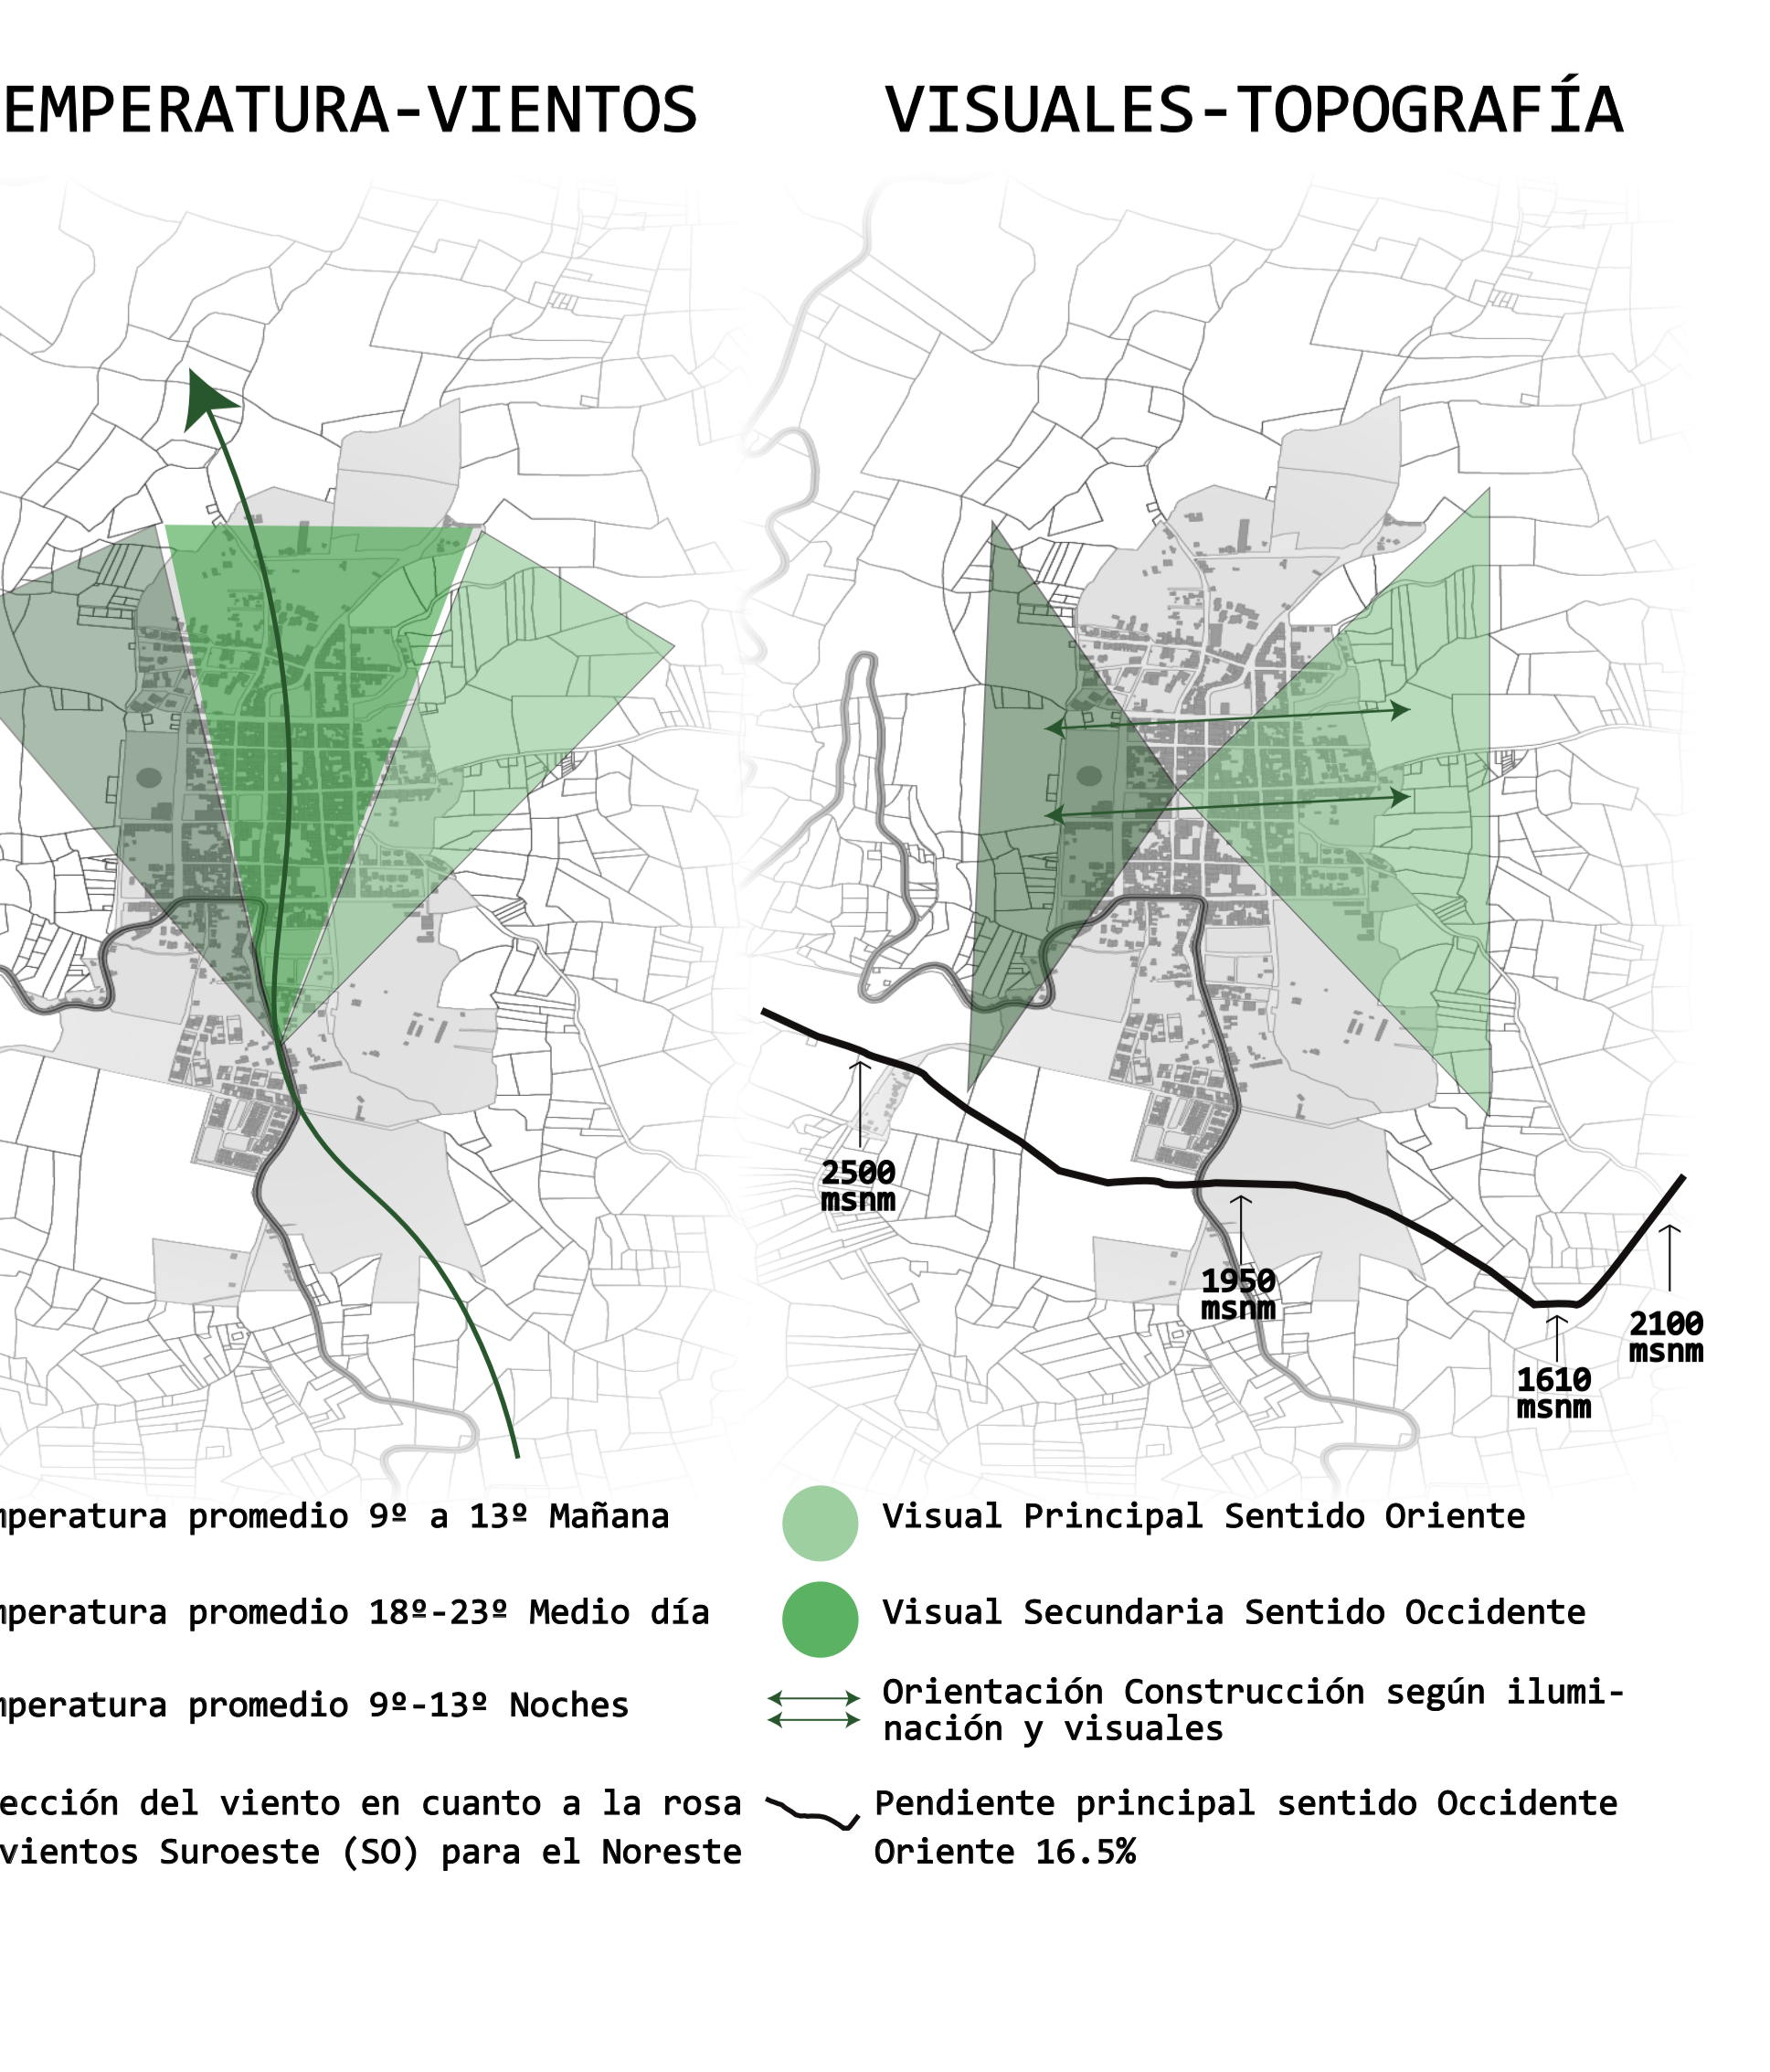 EMPERATURA-VIENTOS
VISUALES-TOPOGRAFÍA
2500
msnm
1950
msnm
2100
msnm
1610
msnm
mperatura promedio 9º a 13º Mañana
mperatura promedio 18º-23º Medio día
mperatura promedio 9º-13º Noches
ección del viento en cuanto a la rosa
vientos Suroeste (SO) para el Noreste
Visual Principal Sentido Oriente
Visual Secundaria Sentido Occidente
Orientación Construcción según ilumi-
nación y visuales
Pendiente principal sentido Occidente
Oriente 16.5%